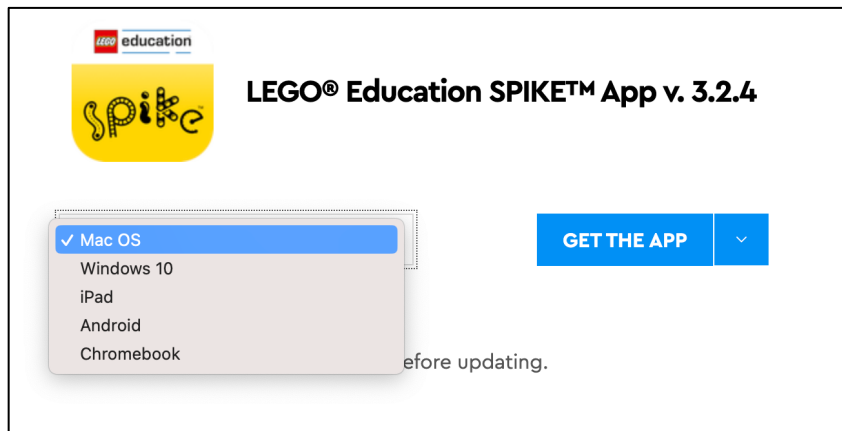 LEGO education
spike™
LEGO® Education SPIKE™ App v. 3.2.4
✓ Mac OS
Windows 10
iPad
Android
Chromebook
GET THE APP
efore updating.